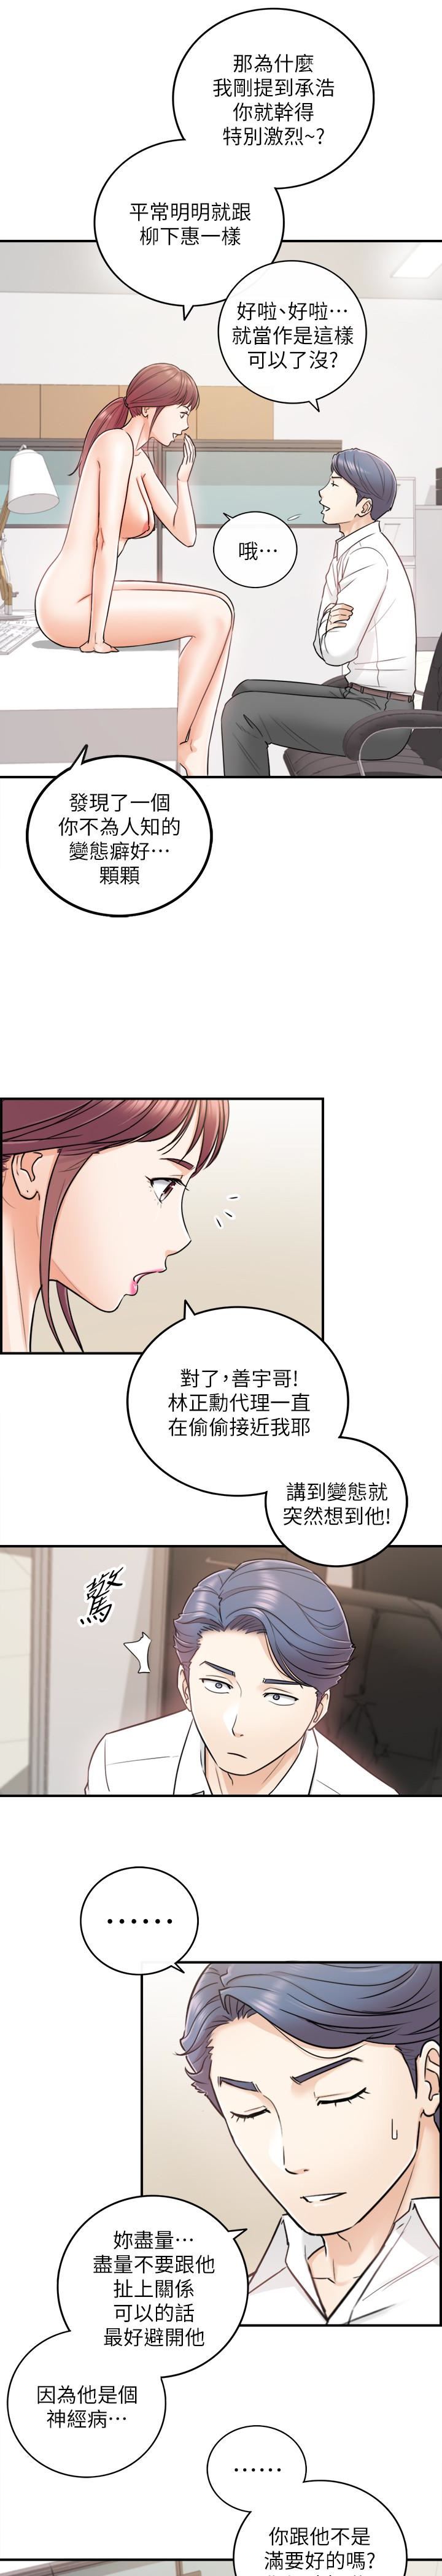 那為什麼
我剛提到承浩
你就幹得
特別激烈~?
平常明明就跟
柳下惠一樣
好啦、好啦…
就當作是這樣
可以了沒?
哦…
發現了一個
你不為人知的
變態癖好…
顆顆
對了，善宇哥!
林正勳代理一直
在偷偷接近我耶
講到變態就
突然想到他!
驚
……
妳盡量…
盡量不要跟他
扯上關係
可以的話
最好避開他
因為他是個
神經病…
……
你跟他不是
滿要好的嗎?